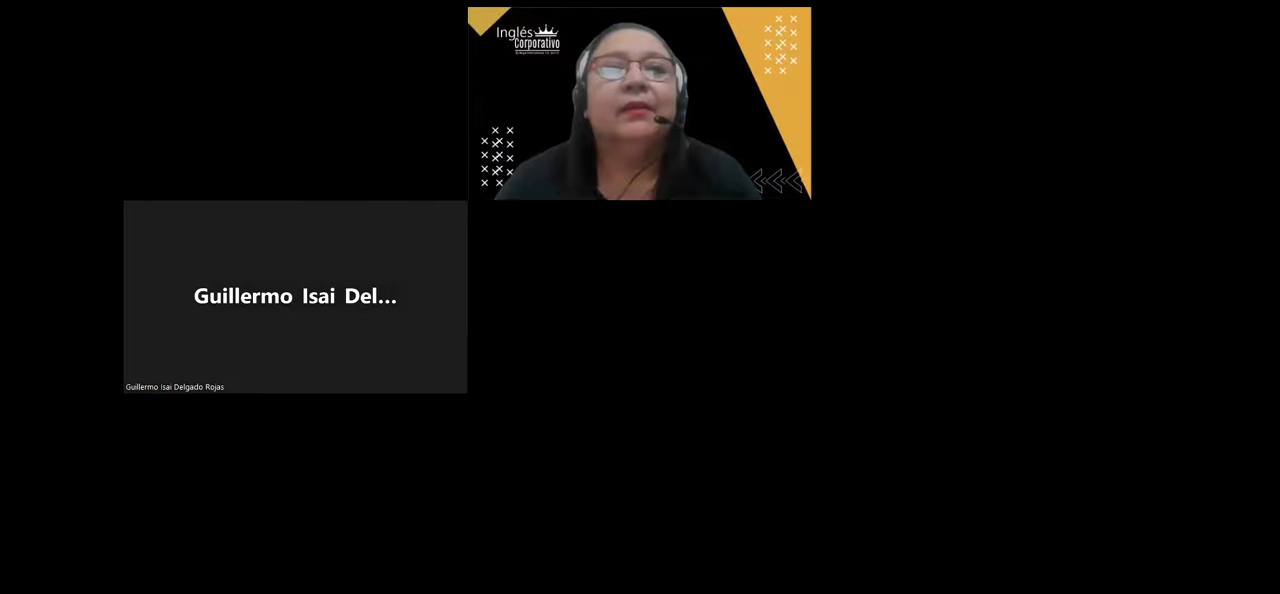 Inglés
Corporativo
Guillermo Isai Del...
Guillermo Isai Delgado Rojas